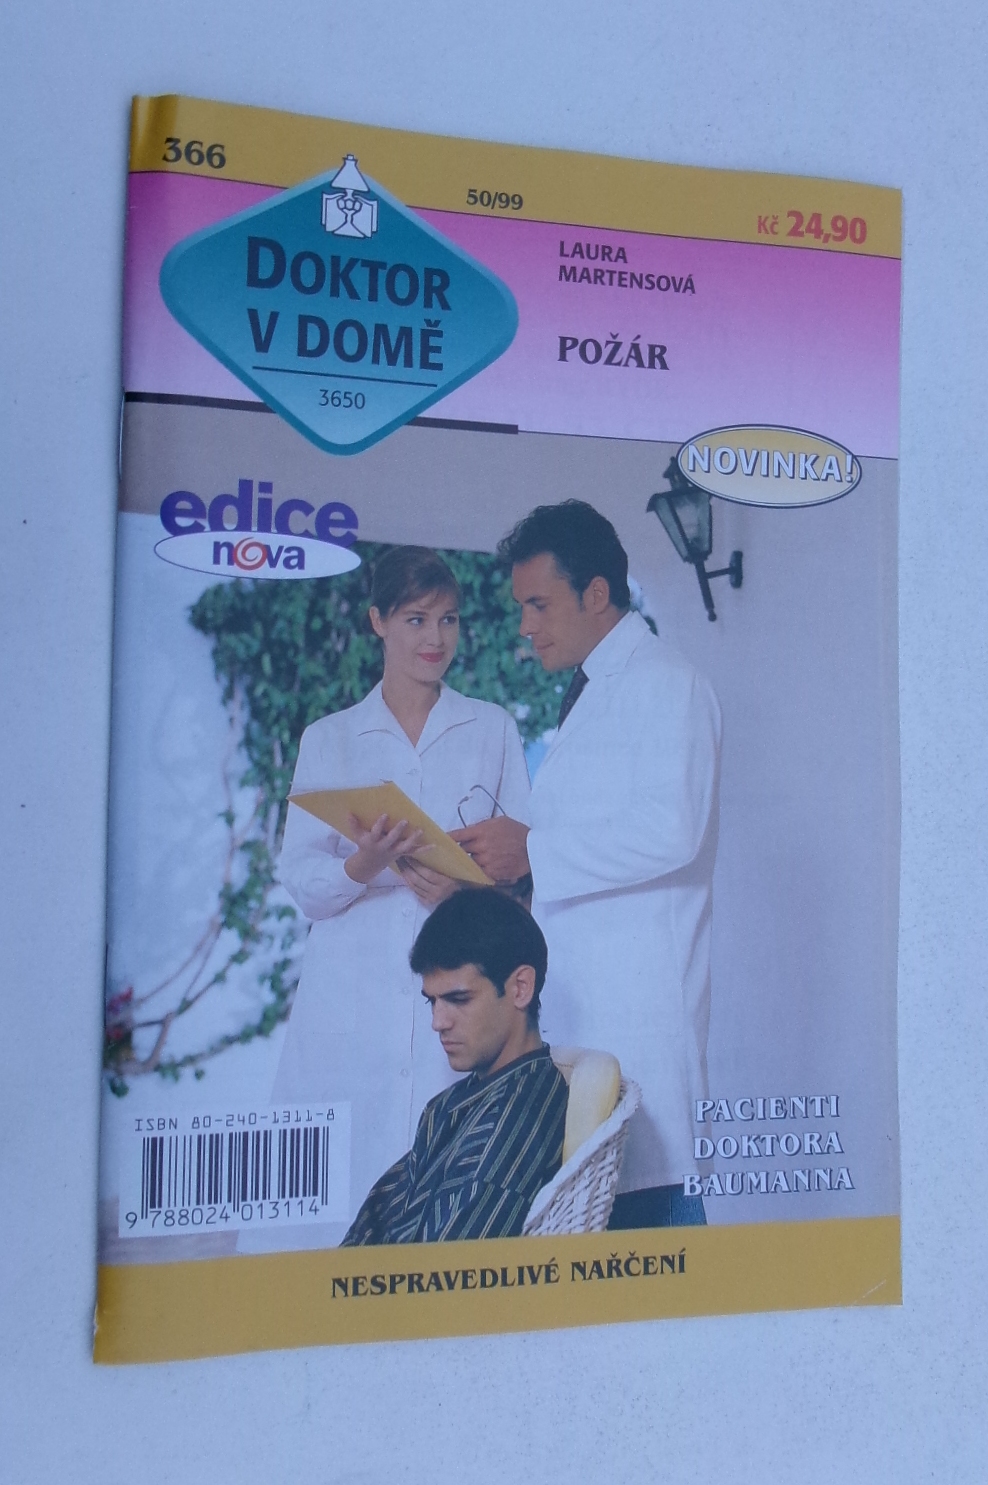 366
50/99
Kč 24,90
DOKTOR
V DOMĚ
3650
LAURA
MARTENSOVÁ
POŽÁR
NOVINKA!
edice
nova
ISBN 80-240-1311-8
9 788024 013114
PACIENTI
DOKTORA
BAUMANNA
NESPRAVEDLIVÉ NAŘČENÍ